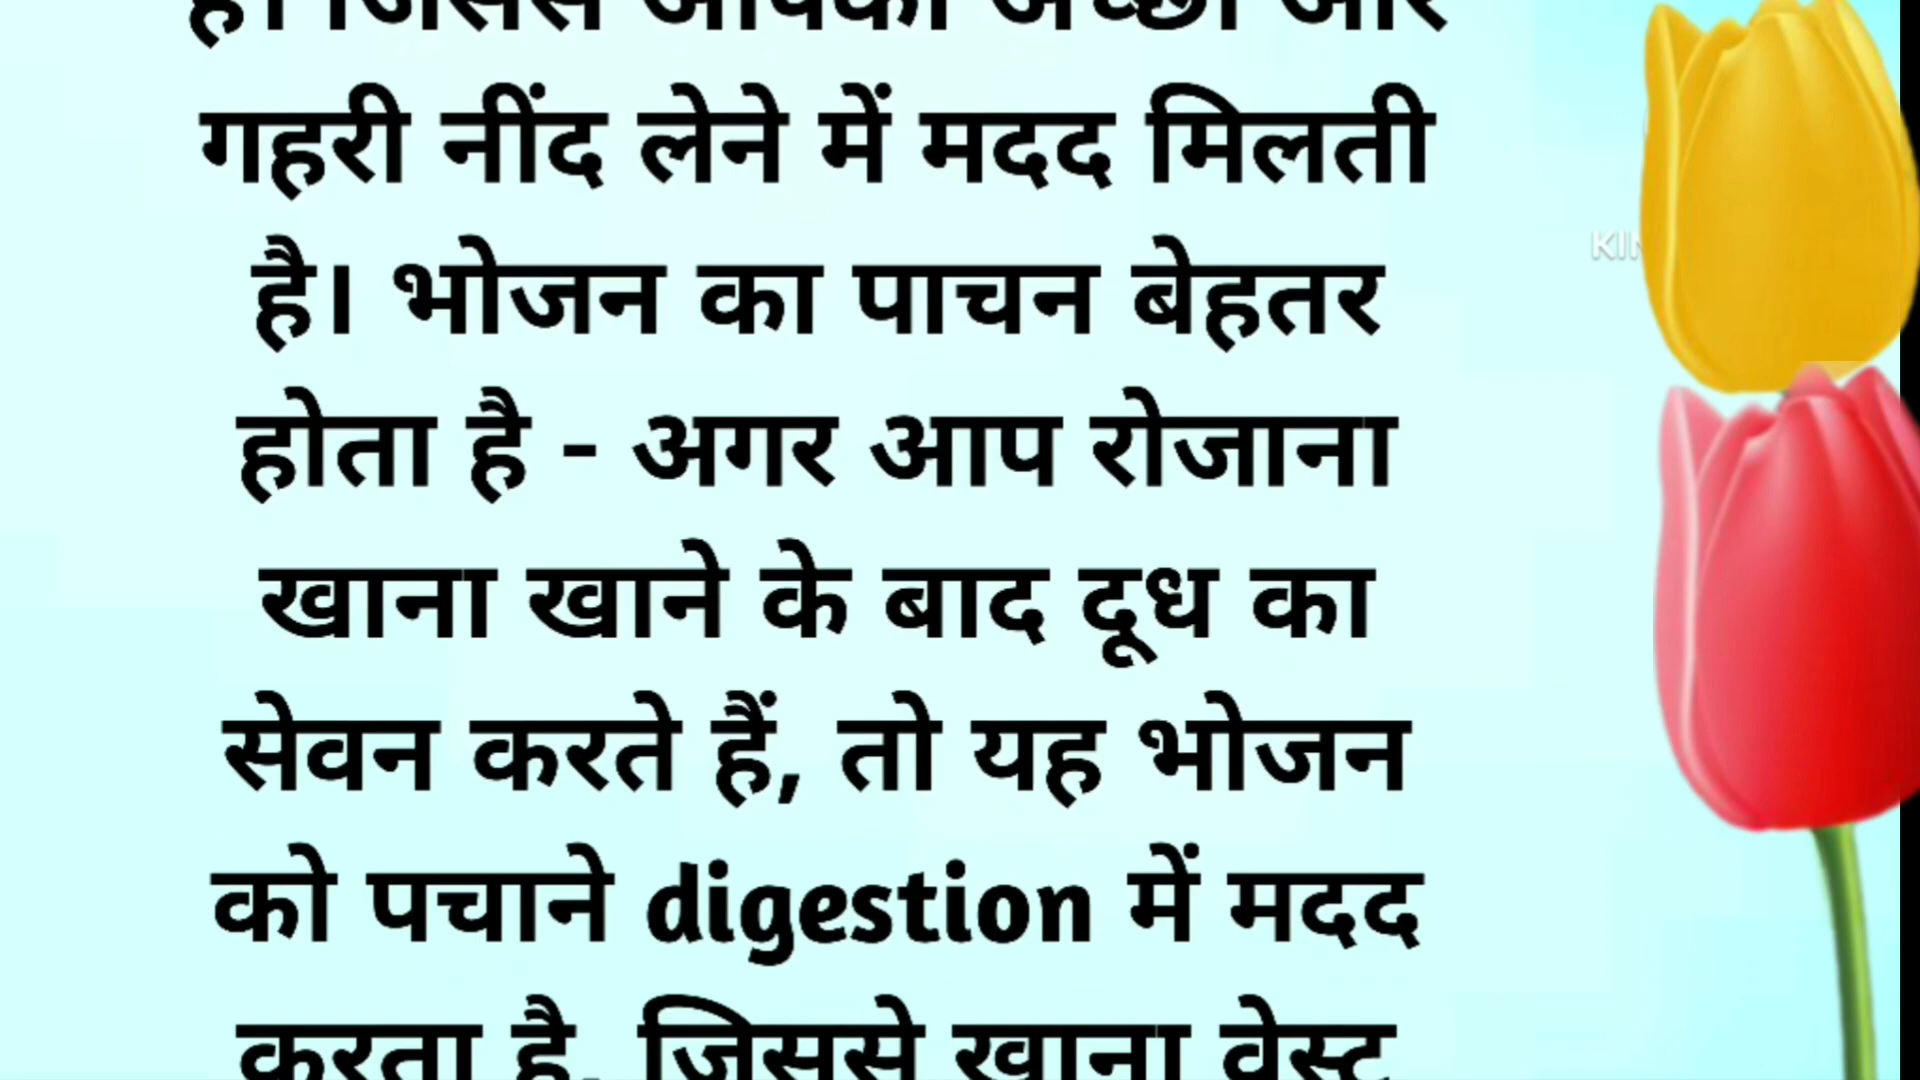 है। जिससे आपको अच्छी और
गहरी नींद लेने में मदद मिलती
है। भोजन का पाचन बेहतर
होता है - अगर आप रोजाना
खाना खाने के बाद दूध का
सेवन करते हैं, तो यह भोजन
को पचाने digestion में मदद
करता है, जिससे खाना वेस्ट